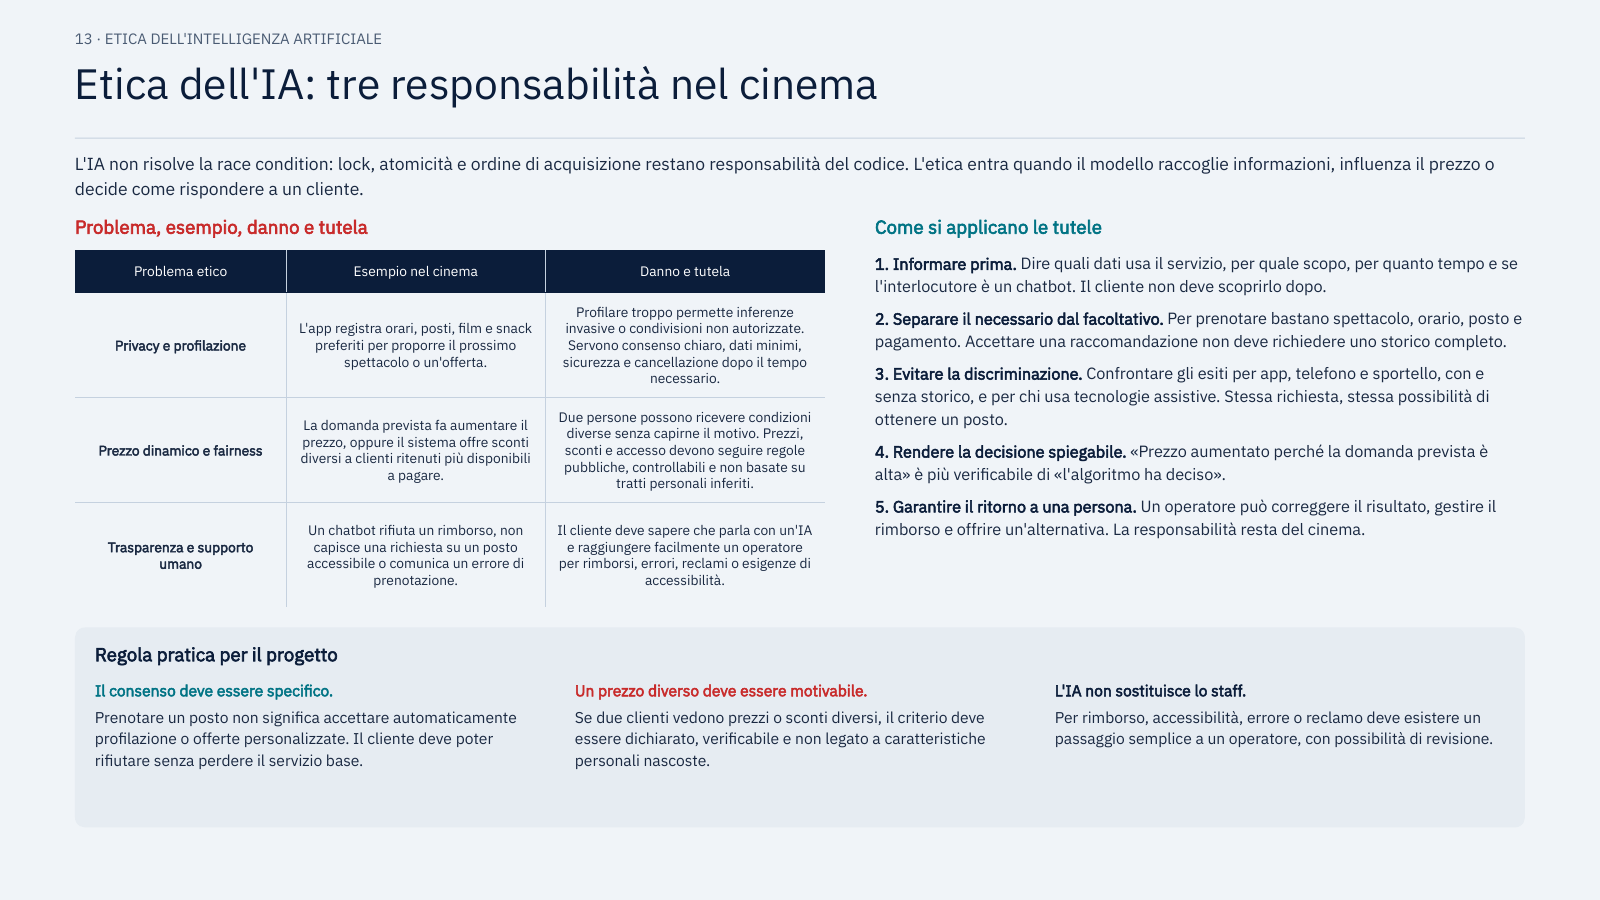 13 · ETICA DELL'INTELLIGENZA ARTIFICIALE
Etica dell'IA: tre responsabilità nel cinema
L'IA non risolve la race condition: lock, atomicità e ordine di acquisizione restano responsabilità del codice. L'etica entra quando il modello raccoglie informazioni, influenza il prezzo o
decide come rispondere a un cliente.
Problema, esempio, danno e tutela
Problema etico
Esempio nel cinema
Danno e tutela
Privacy e profilazione
L'app registra orari, posti, film e snack
preferiti per proporre il prossimo
spettacolo o un'offerta.
Profilare troppo permette inferenze
invasive o condivisioni non autorizzate.
Servono consenso chiaro, dati minimi,
sicurezza e cancellazione dopo il tempo
necessario.
Prezzo dinamico e fairness
La domanda prevista fa aumentare il
prezzo, oppure il sistema offre sconti
diversi a clienti ritenuti più disponibili
a pagare.
Due persone possono ricevere condizioni
diverse senza capirne il motivo. Prezzi,
sconti e accesso devono seguire regole
pubbliche, controllabili e non basate su
tratti personali inferiti.
Trasparenza e supporto
umano
Un chatbot rifiuta un rimborso, non
capisce una richiesta su un posto
accessibile o comunica un errore di
prenotazione.
Il cliente deve sapere che parla con un'IA
e raggiungere facilmente un operatore
per rimborsi, errori, reclami o esigenze di
accessibilità.
Come si applicano le tutele
1. Informare prima. Dire quali dati usa il servizio, per quale scopo, per quanto tempo e se
l'interlocutore è un chatbot. Il cliente non deve scoprirlo dopo.
2. Separare il necessario dal facoltativo. Per prenotare bastano spettacolo, orario, posto e
pagamento. Accettare una raccomandazione non deve richiedere uno storico completo.
3. Evitare la discriminazione. Confrontare gli esiti per app, telefono e sportello, con e
senza storico, e per chi usa tecnologie assistive. Stessa richiesta, stessa possibilità di
ottenere un posto.
4. Rendere la decisione spiegabile. «Prezzo aumentato perché la domanda prevista è
alta» è più verificabile di «l'algoritmo ha deciso».
5. Garantire il ritorno a una persona. Un operatore può correggere il risultato, gestire il
rimborso e offrire un'alternativa. La responsabilità resta del cinema.
Regola pratica per il progetto
Il consenso deve essere specifico.
Prenotare un posto non significa accettare automaticamente
profilazione o offerte personalizzate. Il cliente deve poter
rifiutare senza perdere il servizio base.
Un prezzo diverso deve essere motivabile.
Se due clienti vedono prezzi o sconti diversi, il criterio deve
essere dichiarato, verificabile e non legato a caratteristiche
personali nascoste.
L'IA non sostituisce lo staff.
Per rimborso, accessibilità, errore o reclamo deve esistere un
passaggio semplice a un operatore, con possibilità di revisione.